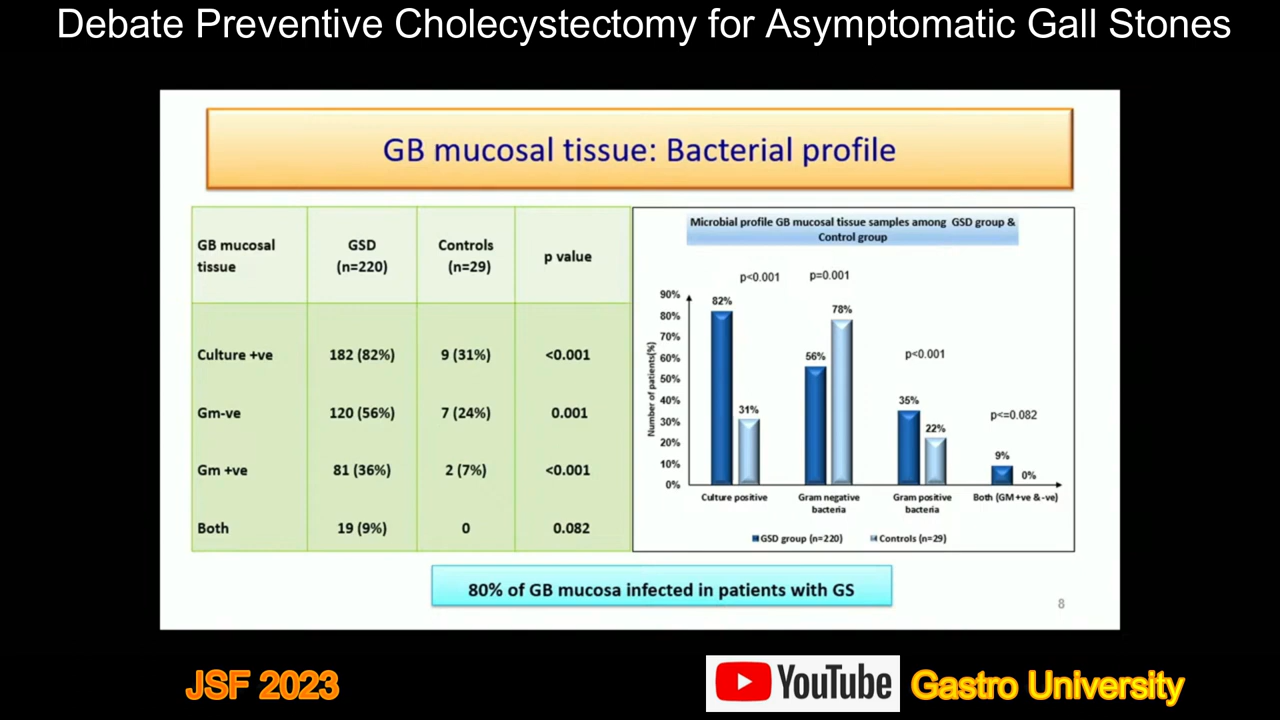 Debate Preventive Cholecystectomy for Asymptomatic Gall Stones
GB mucosal tissue: Bacterial profile
GB mucosal tissue
GSD (n=220)
Controls (n=29)
p value
Culture +ve 182 (82%) 9 (31%) <0.001
Gm-ve 120 (56%) 7 (24%) 0.001
Gm +ve 81 (36%) 2 (7%) <0.001
Both 19 (9%) 0 0.082
Microbial profile GB mucosal tissue samples among GSD group &
Control group
p<0.001 p=0.001
p<0.001
p<=0.082
Number of patients(%)
90%
80%
70%
60%
50%
40%
30%
20%
10%
0%
82% 31%
56% 78%
35% 22%
9% 0%
Culture positive
Gram negative bacteria
Gram positive bacteria
Both (GM +ve & -ve)
GSD group (n=220) Controls (n=29)
80% of GB mucosa infected in patients with GS
8
JSF 2023
YouTube
Gastro University